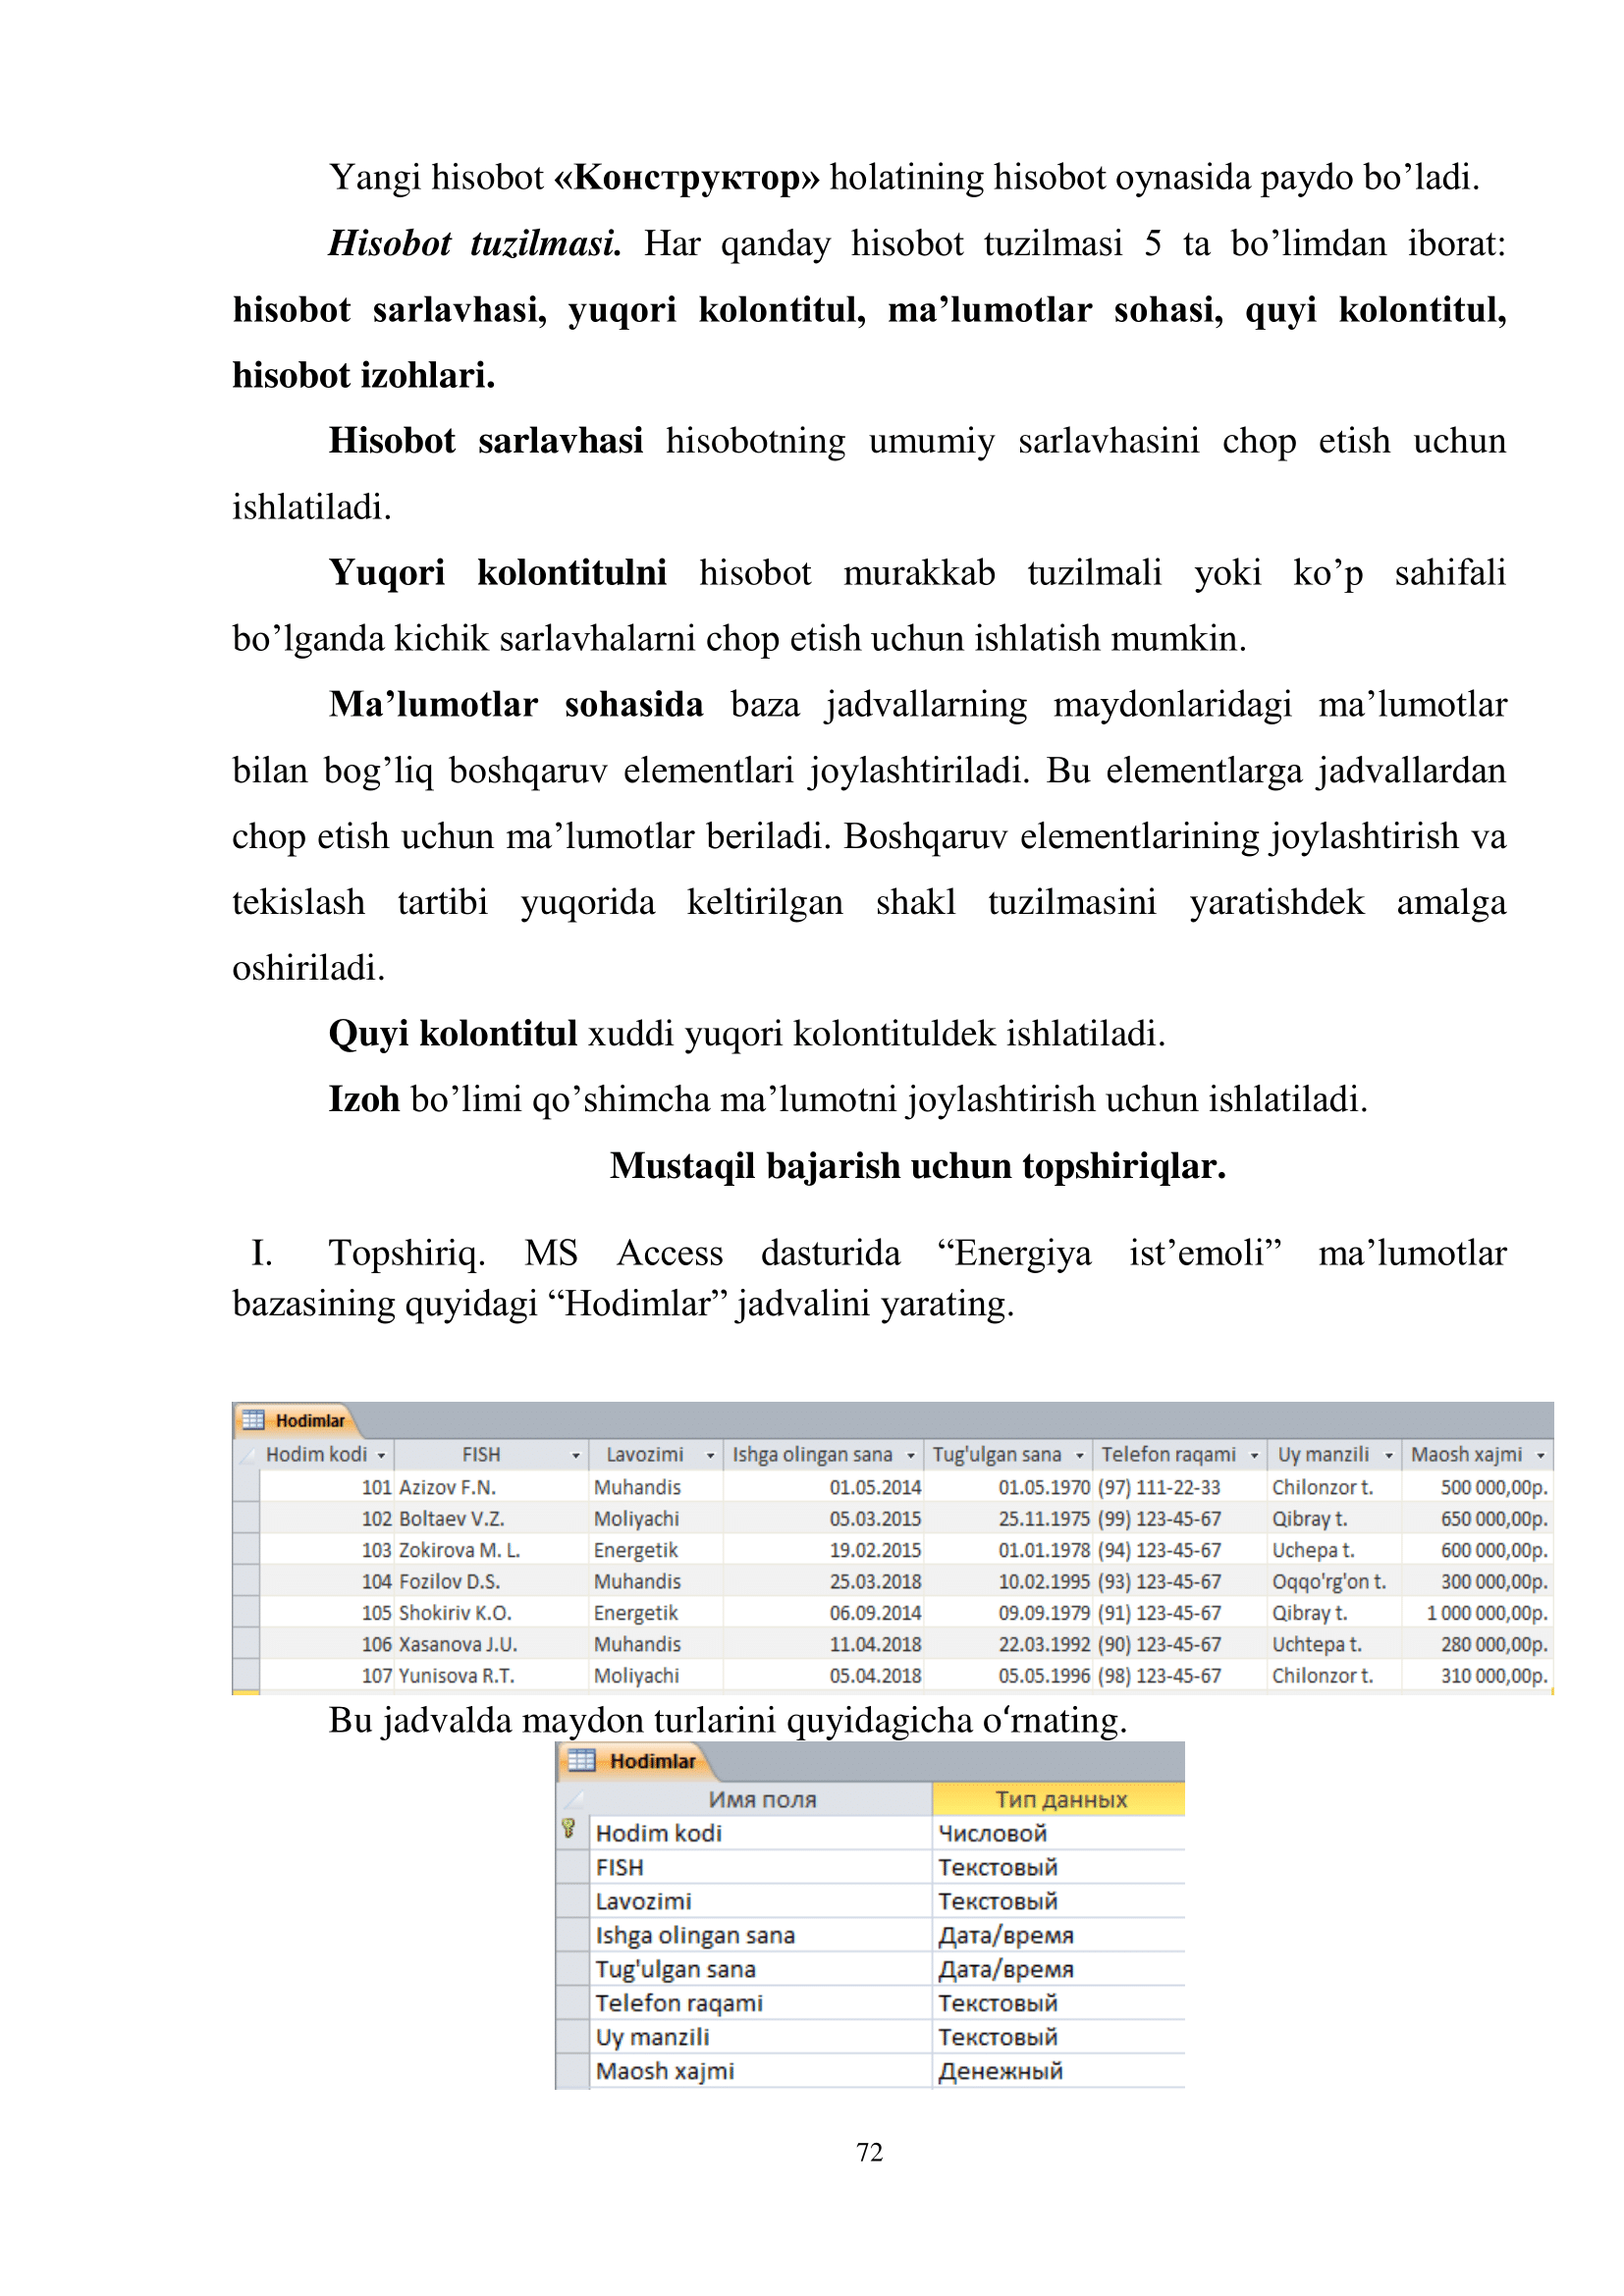 Yangi hisobot «Конструктор» holatining hisobot oynasida paydo bo’ladi.
Hisobot tuzilmasi. Har qanday hisobot tuzilmasi 5 ta bo’limdan iborat:
hisobot sarlavhasi, yuqori kolontitul, ma’lumotlar sohasi, quyi kolontitul,
hisobot izohlari.
Hisobot sarlavhasi hisobotning umumiy sarlavhasini chop etish uchun
ishlatiladi.
Yuqori kolontitulni hisobot murakkab tuzilmali yoki ko’p sahifali
bo’lganda kichik sarlavhalarni chop etish uchun ishlatish mumkin.
Ma’lumotlar sohasida baza jadvallarning maydonlaridagi ma’lumotlar
bilan bog’liq boshqaruv elementlari joylashtiriladi. Bu elementlarga jadvallardan
chop etish uchun ma’lumotlar beriladi. Boshqaruv elementlarining joylashtirish va
tekislash tartibi yuqorida keltirilgan shakl tuzilmasini yaratishdek amalga
oshiriladi.
Quyi kolontitul xuddi yuqori kolontituldek ishlatiladi.
Izoh bo’limi qo’shimcha ma’lumotni joylashtirish uchun ishlatiladi.
Mustaqil bajarish uchun topshiriqlar.
I. Topshiriq. MS Access dasturida “Energiya ist’emoli” ma’lumotlar
bazasining quyidagi “Hodimlar” jadvalini yarating.
Hodimlar
Hodim kodi FISH Lavozimi Ishga olingan sana Tug'ulgan sana Telefon raqami Uy manzili Maosh xajmi
101 Azizov F.N. Muhandis 01.05.2014 01.05.1970 (97) 111-22-33 Chilonzor t. 500 000,00р.
102 Boltaev V.Z. Moliyachi 05.03.2015 25.11.1975 (99) 123-45-67 Qibray t. 650 000,00р.
103 Zokirova M. L. Energetik 19.02.2015 01.01.1978 (94) 123-45-67 Uchepa t. 600 000,00р.
104 Fozilov D.S. Muhandis 25.03.2018 10.02.1995 (93) 123-45-67 Oqqo'rg'on t. 300 000,00р.
105 Shokiriv K.O. Energetik 06.09.2014 09.09.1979 (91) 123-45-67 Qibray t. 1 000 000,00р.
106 Xasanova J.U. Muhandis 11.04.2018 22.03.1992 (90) 123-45-67 Uchtepa t. 280 000,00р.
107 Yunisova R.T. Moliyachi 05.04.2018 05.05.1996 (98) 123-45-67 Chilonzor t. 310 000,00р.
Bu jadvalda maydon turlarini quyidagicha o‘rnating.
Hodimlar
Имя поля Тип данных
Hodim kodi Числовой
FISH Текстовый
Lavozimi Текстовый
Ishga olingan sana Дата/время
Tug'ulgan sana Дата/время
Telefon raqami Текстовый
Uy manzili Текстовый
Maosh xajmi Денежный
72